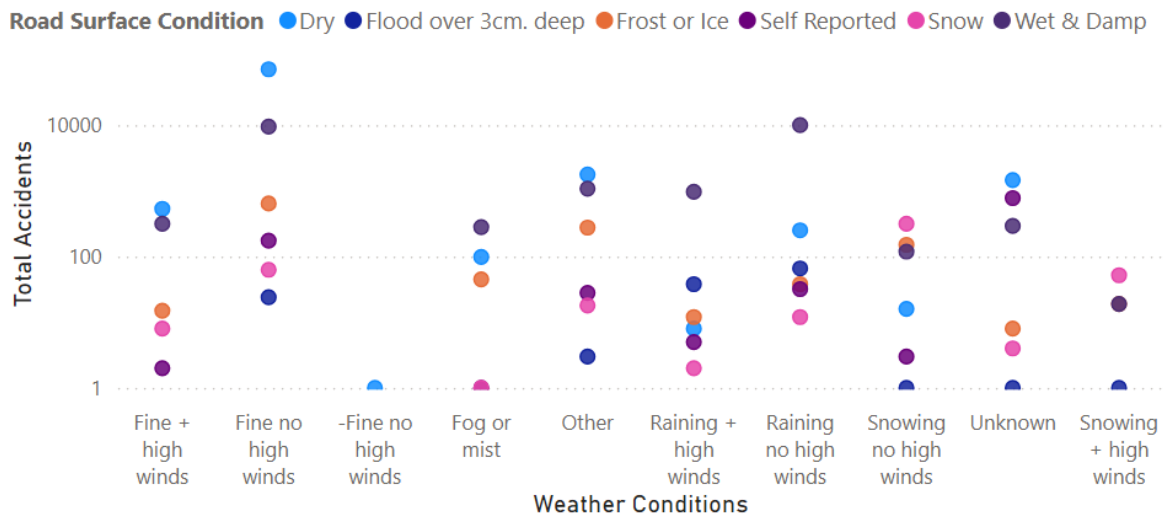 Road Surface Condition Dry Flood over 3cm. deep Frost or Ice Self Reported Snow Wet & Damp
10000
100
1
Total Accidents
Fine + high winds
Fine no high winds
-Fine no high winds
Fog or mist
Other
Raining + high winds
Raining no high winds
Snowing no high winds
Unknown
Snowing + high winds
Weather Conditions